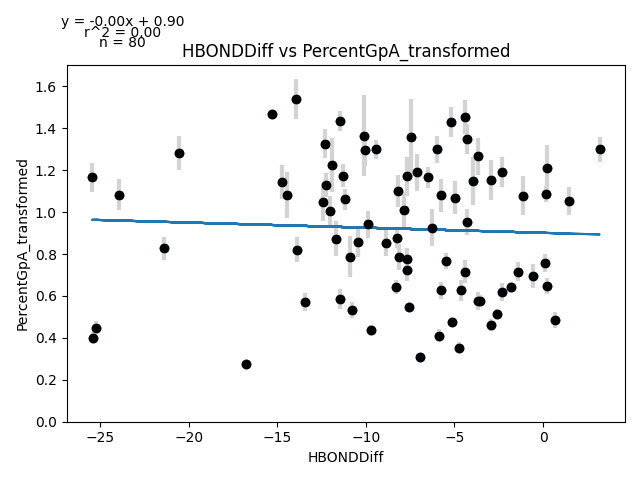 y = -0.00x + 0.90
r^2 = 0.00
n = 80
HBONDDiff vs PercentGpA_transformed
1.6
1.4
1.2
1.0
0.8
0.6
0.4
0.2
0.0
PercentGpA_transformed
−25
−20
−15
−10
−5
0
HBONDDiff